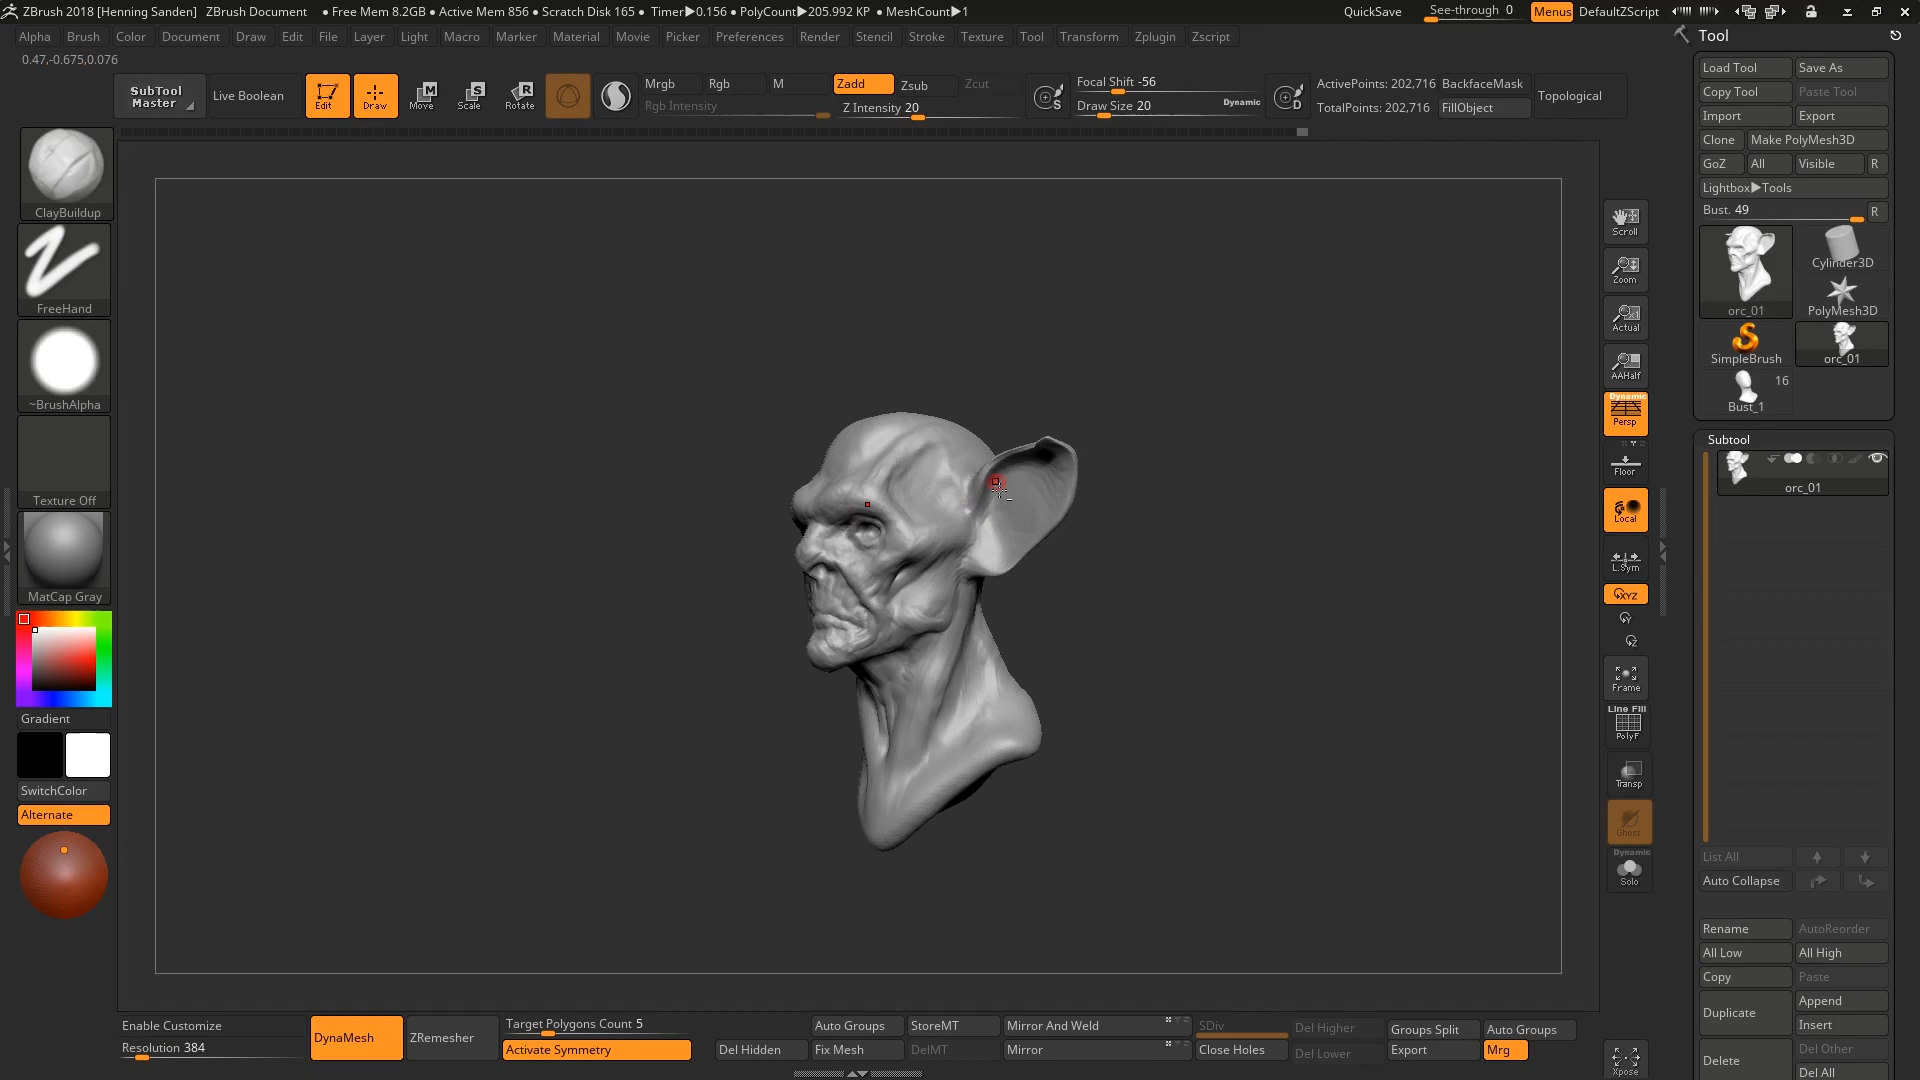 ZBrush 2018 [Henning Sanden] ZBrush Document • Free Mem 8.2GB • Active Mem 856 • Scratch Disk 165 • Timer▶0.156 • PolyCount▶205.992 KP • MeshCount▶1 QuickSave See-through 0 Menus DefaultZScript
Alpha Brush Color Document Draw Edit File Layer Light Macro Marker Material Movie Picker Preferences Render Stencil Stroke Texture Tool Transform Zplugin Zscript
Tool
0.47,-0.675,0.076
SubTool
Master
Live Boolean
Edit
Draw
Move
Scale
Rotate
Mrgb Rgb M
Rgb Intensity
Zadd Zsub Zcut
Z Intensity 20
S
Focal Shift -56
Draw Size 20 Dynamic
D
ActivePoints: 202,716
TotalPoints: 202,716
BackfaceMask
FillObject
Topological
ClayBuildup
FreeHand
~BrushAlpha
Texture Off
MatCap Gray
Gradient
SwitchColor
Alternate
Scroll
Zoom
Actual
AAHalf
Dynamic
Persp
Floor
Local
L.Sym
XYZ
Y
Z
Frame
Line Fill
PolyF
Transp
Ghost
Dynamic
Solo
Xpose
Load Tool Save As
Copy Tool Paste Tool
Import Export
Clone Make PolyMesh3D
GoZ All Visible R
Lightbox▶Tools
Bust. 49 R
orc_01
Cylinder3D
PolyMesh3D
SimpleBrush
orc_01
16
Bust_1
Subtool
orc_01
List All
Auto Collapse
Rename AutoReorder
All Low All High
Copy Paste
Duplicate
Append
Insert
Delete
Del Other
Del All
Enable Customize
Resolution 384
DynaMesh
ZRemesher
Target Polygons Count 5
Activate Symmetry
Del Hidden
Auto Groups
Fix Mesh
StoreMT
DelMT
Mirror And Weld
Mirror
SDiv
Close Holes
Del Higher
Del Lower
Groups Split
Export
Auto Groups
Mrg